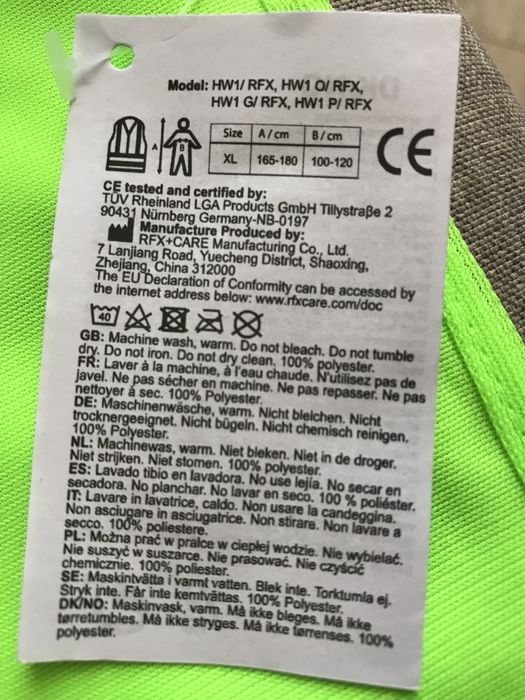 Model: HW1/ RFX, HW1 O/ RFX,
HW1 G/ RFX, HW1 P/ RFX
A
B
Size A / cm B / cm
XL 165-180 100-120
CE
CE tested and certified by:
TÜV Rheinland LGA Products GmbH Tillystraße 2
90431 Nürnberg Germany-NB-0197
Manufacture Produced by:
RFX+CARE Manufacturing Co., Ltd.
7 Lanjiang Road, Yuecheng District, Shaoxing,
Zhejiang, China 312000
The EU Declaration of Conformity can be accessed by
the internet address below: www.rfxcare.com/doc
40
GB: Machine wash, warm. Do not bleach. Do not tumble
dry. Do not iron. Do not dry clean. 100% polyester.
FR: Laver à la machine, à l'eau chaude. N'utilisez pas de
javel. Ne pas sécher en machine. Ne pas repasser. Ne pas
nettoyer à sec. 100% Polyester.
DE: Maschinenwäsche, warm. Nicht bleichen. Nicht
trocknergeeignet. Nicht bügeln. Nicht chemisch reinigen.
100% Polyester.
NL: Machinewas, warm. Niet bleken. Niet in de droger.
Niet strijken. Niet stomen. 100% polyester.
ES: Lavado tibio en lavadora. No use lejía. No secar en
secadora. No planchar. No lavar en seco. 100 % poliéster.
IT: Lavare in lavatrice, caldo. Non usare la candeggina.
Non asciugare in asciugatrice. Non stirare. Non lavare a
secco. 100% poliestere.
PL: Można prać w pralce w ciepłej wodzie. Nie wybielać.
Nie suszyć w suszarce. Nie prasować. Nie czyścić
chemicznie. 100% poliester.
SE: Maskintvätta i varmt vatten. Blek inte. Torktumla ej.
Stryk inte. Får inte kemtvättas. 100% Polyester.
DK/NO: Maskinvask, varm. Må ikke bleges. Må ikke
tørretumbles. Må ikke stryges. Må ikke tørrenses. 100%
polyester.